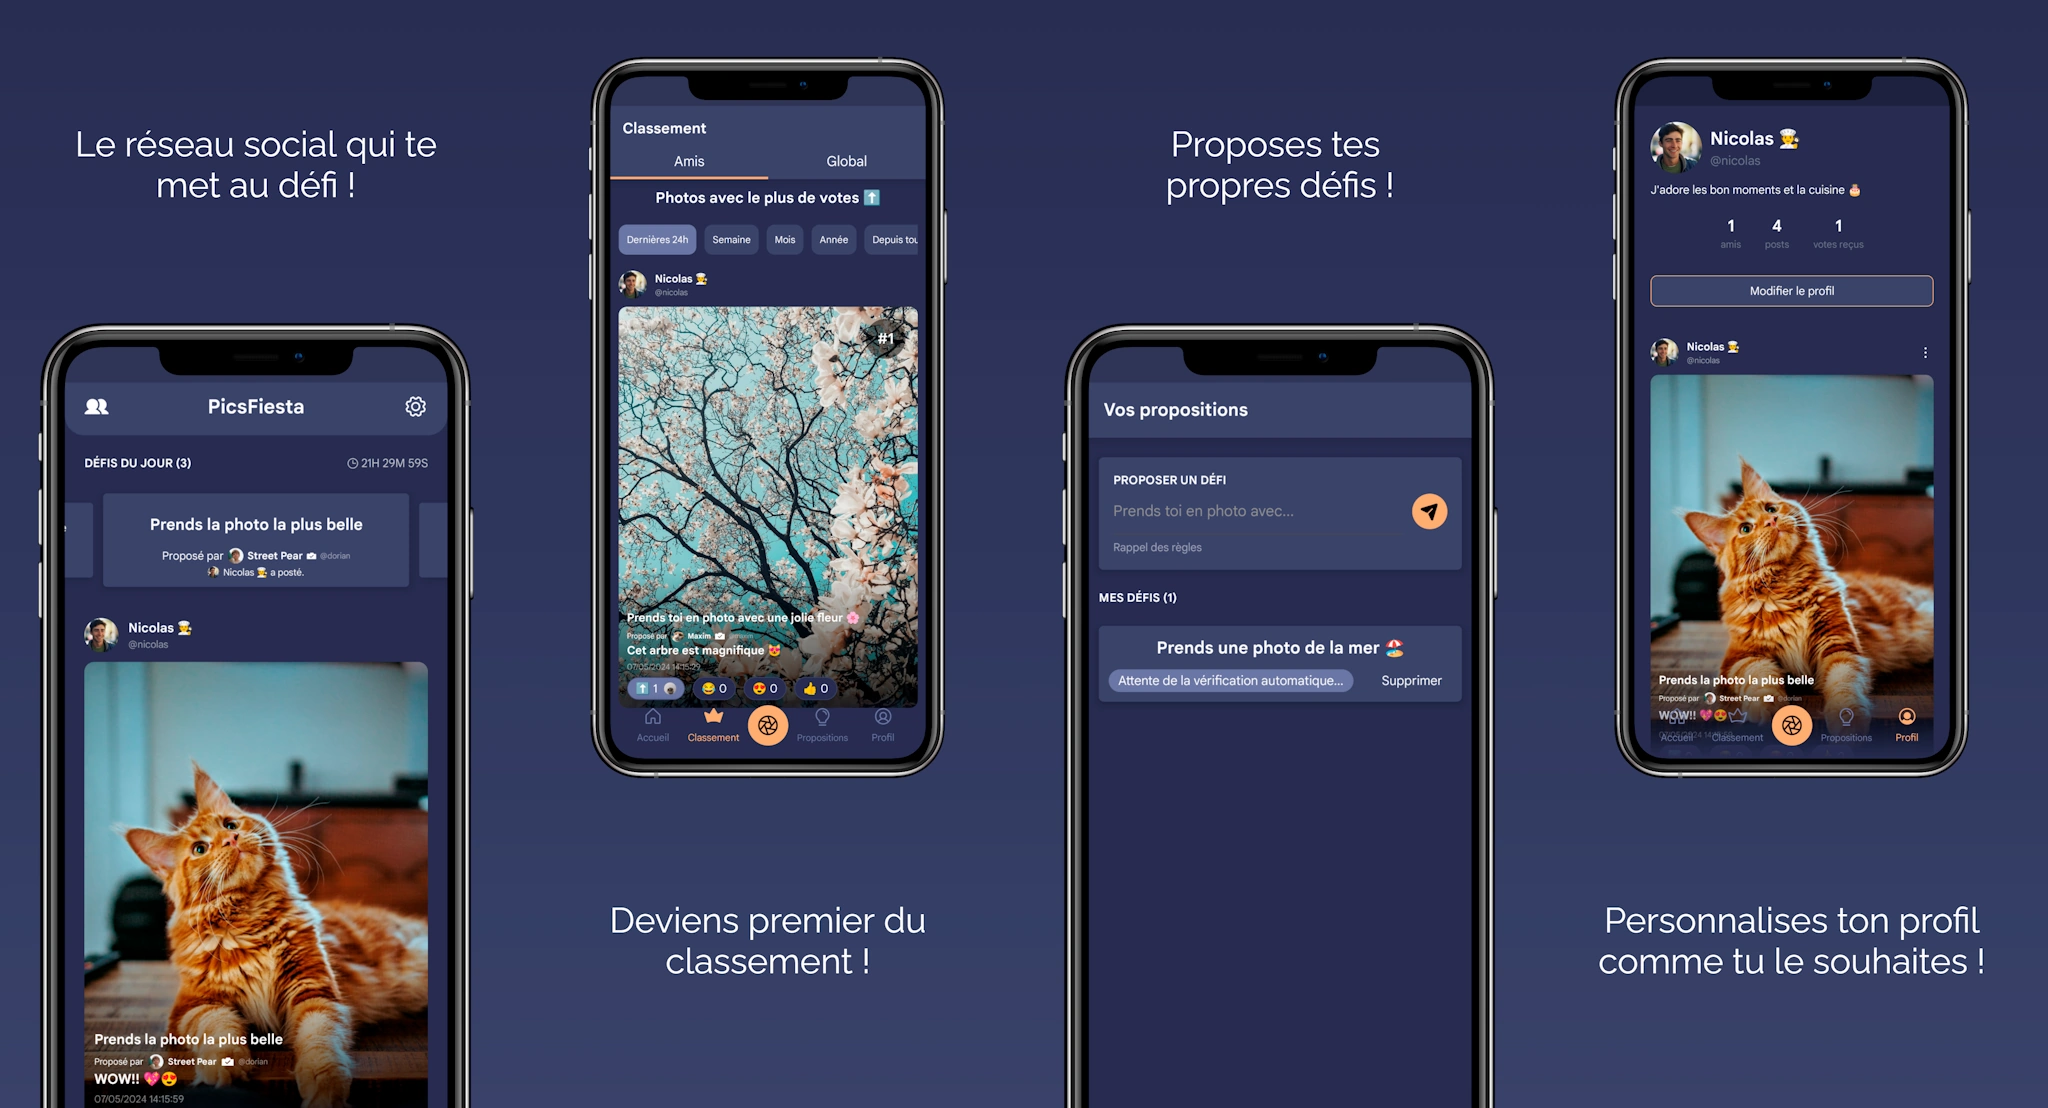 Le réseau social qui te
met au défi !
PicsFiesta
DÉFIS DU JOUR (3)
21H 29M 59S
Prends la photo la plus belle
Proposé par Street Pear @dorian
Nicolas a posté.
Nicolas
@nicolas
Prends la photo la plus belle
Proposé par Street Pear @dorian
WOW!!
07/05/2024 14:15:59
Classement
Amis Global
Photos avec le plus de votes
Dernières 24h Semaine Mois Année Depuis tou
Nicolas
@nicolas
#1
Prends toi en photo avec une jolie fleur
Proposé par Maxim
Cet arbre est magnifique
07/05/2024 14:15:29
1 0 0 0
Accueil Classement Propositions Profil
Deviens premier du
classement !
Proposes tes
propres défis !
Vos propositions
PROPOSER UN DÉFI
Prends toi en photo avec...
Rappel des règles
MES DÉFIS (1)
Prends une photo de la mer
Attente de la vérification automatique... Supprimer
Nicolas
@nicolas
J'adore les bon moments et la cuisine
1 4 1
amis posts votes reçus
Modifier le profil
Nicolas
@nicolas
Prends la photo la plus belle
Proposé par Street Pear @dorian
WOW!!
Accueil Classement Propositions Profil
Personnalises ton profil
comme tu le souhaites !